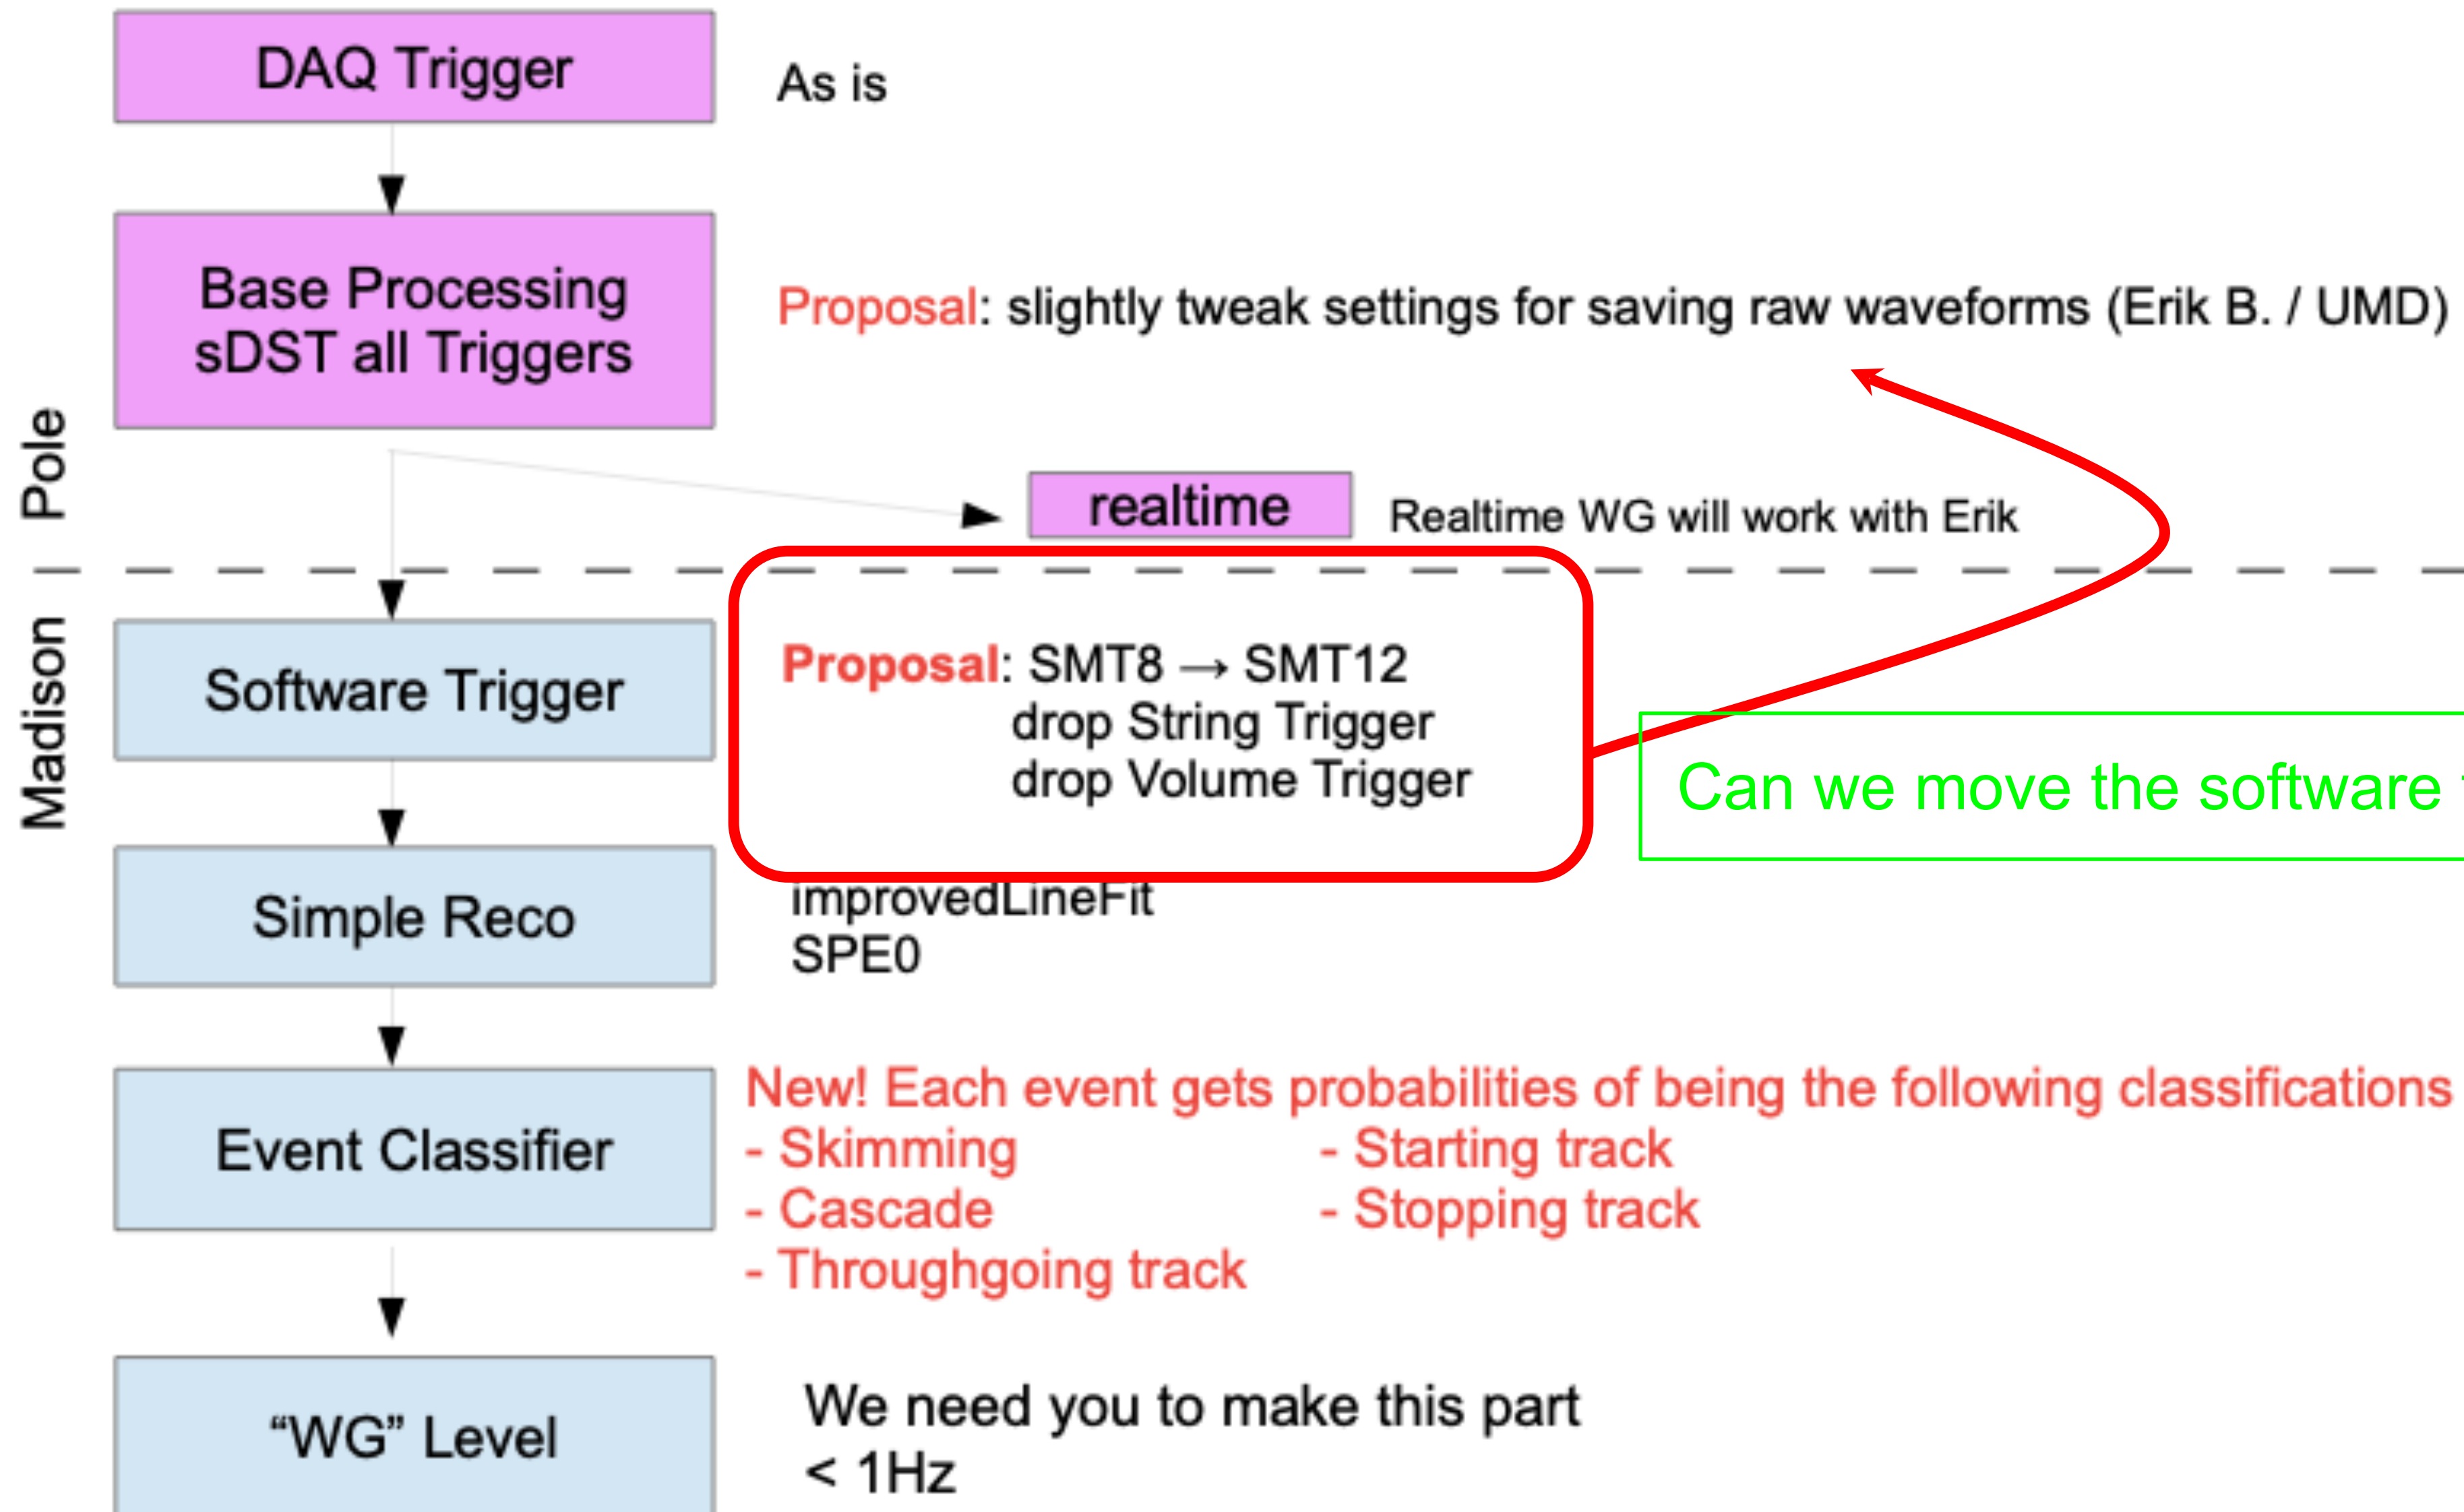 DAQ Trigger
As is
Base Processing
sDST all Triggers
Proposal: slightly tweak settings for saving raw waveforms (Erik B. / UMD)
Pole
realtime
Realtime WG will work with Erik
Madison
Software Trigger
Proposal: SMT8 → SMT12
drop String Trigger
drop Volume Trigger
Can we move the software
Simple Reco
improvedLineFit
SPE0
Event Classifier
New! Each event gets probabilities of being the following classifications
- Skimming
- Starting track
- Cascade
- Stopping track
- Throughgoing track
“WG” Level
We need you to make this part
< 1Hz